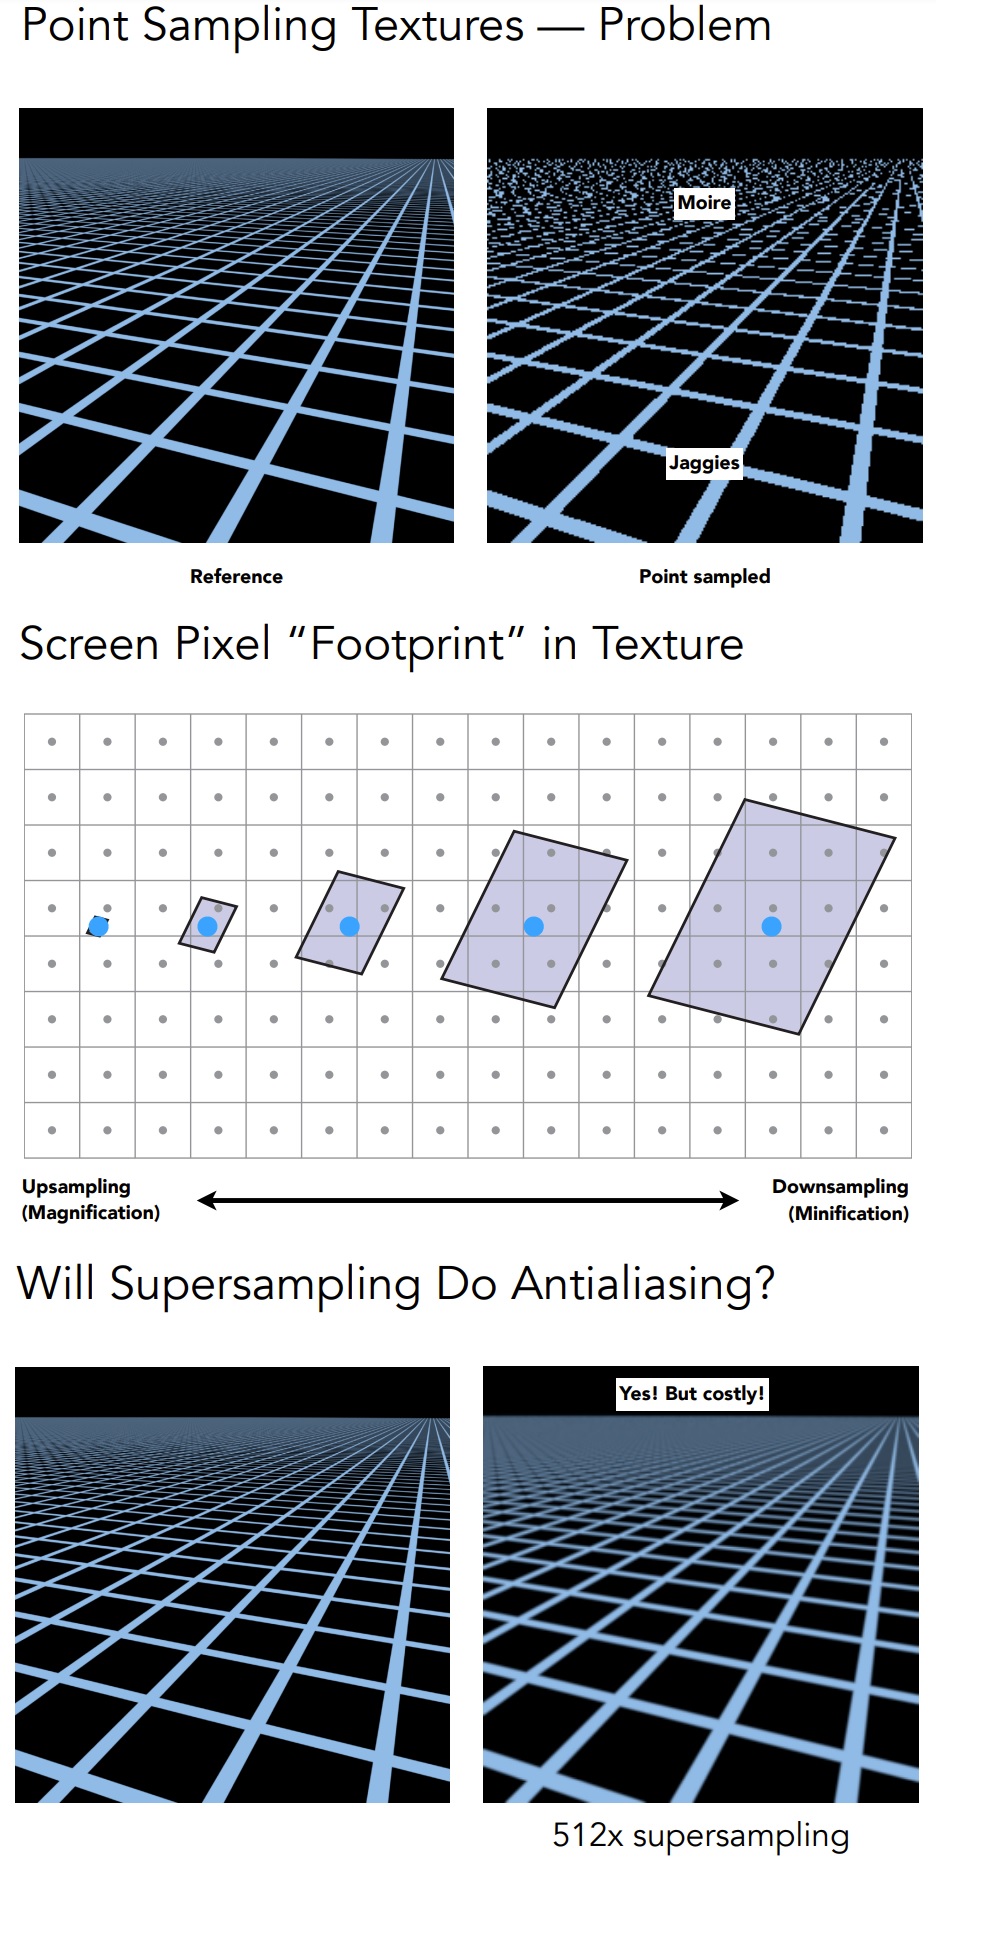 Point Sampling Textures — Problem
Moire
Jaggies
Reference
Point sampled
Screen Pixel “Footprint” in Texture
Upsampling
(Magnification)
Downsampling
(Minification)
Will Supersampling Do Antialiasing?
Yes! But costly!
512x supersampling